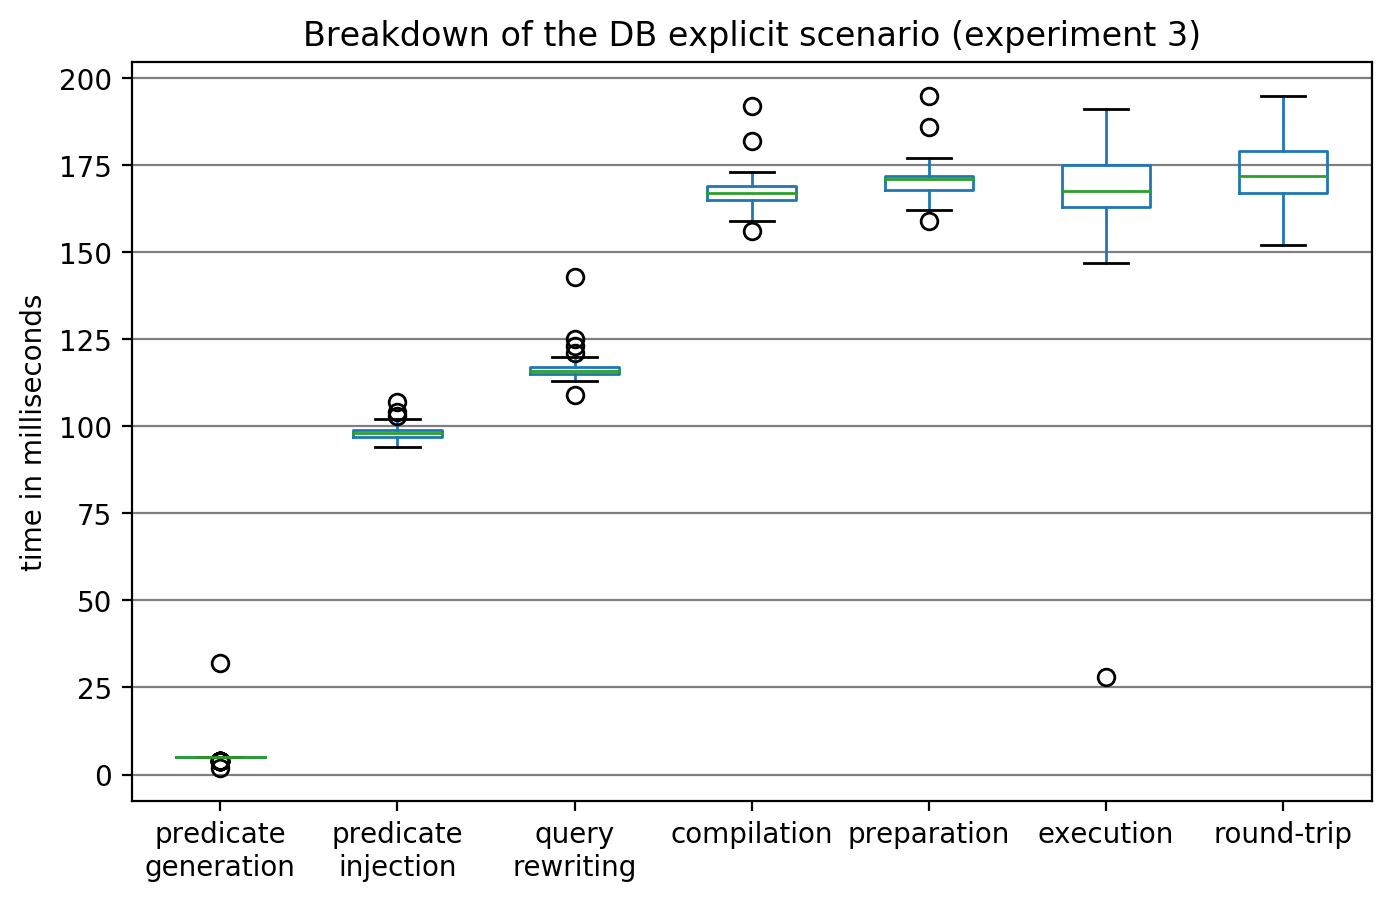 Breakdown of the DB explicit scenario (experiment 3)
time in milliseconds
200
175
150
125
100
75
50
25
0
predicate generation
predicate injection
query rewriting
compilation
preparation
execution
round-trip